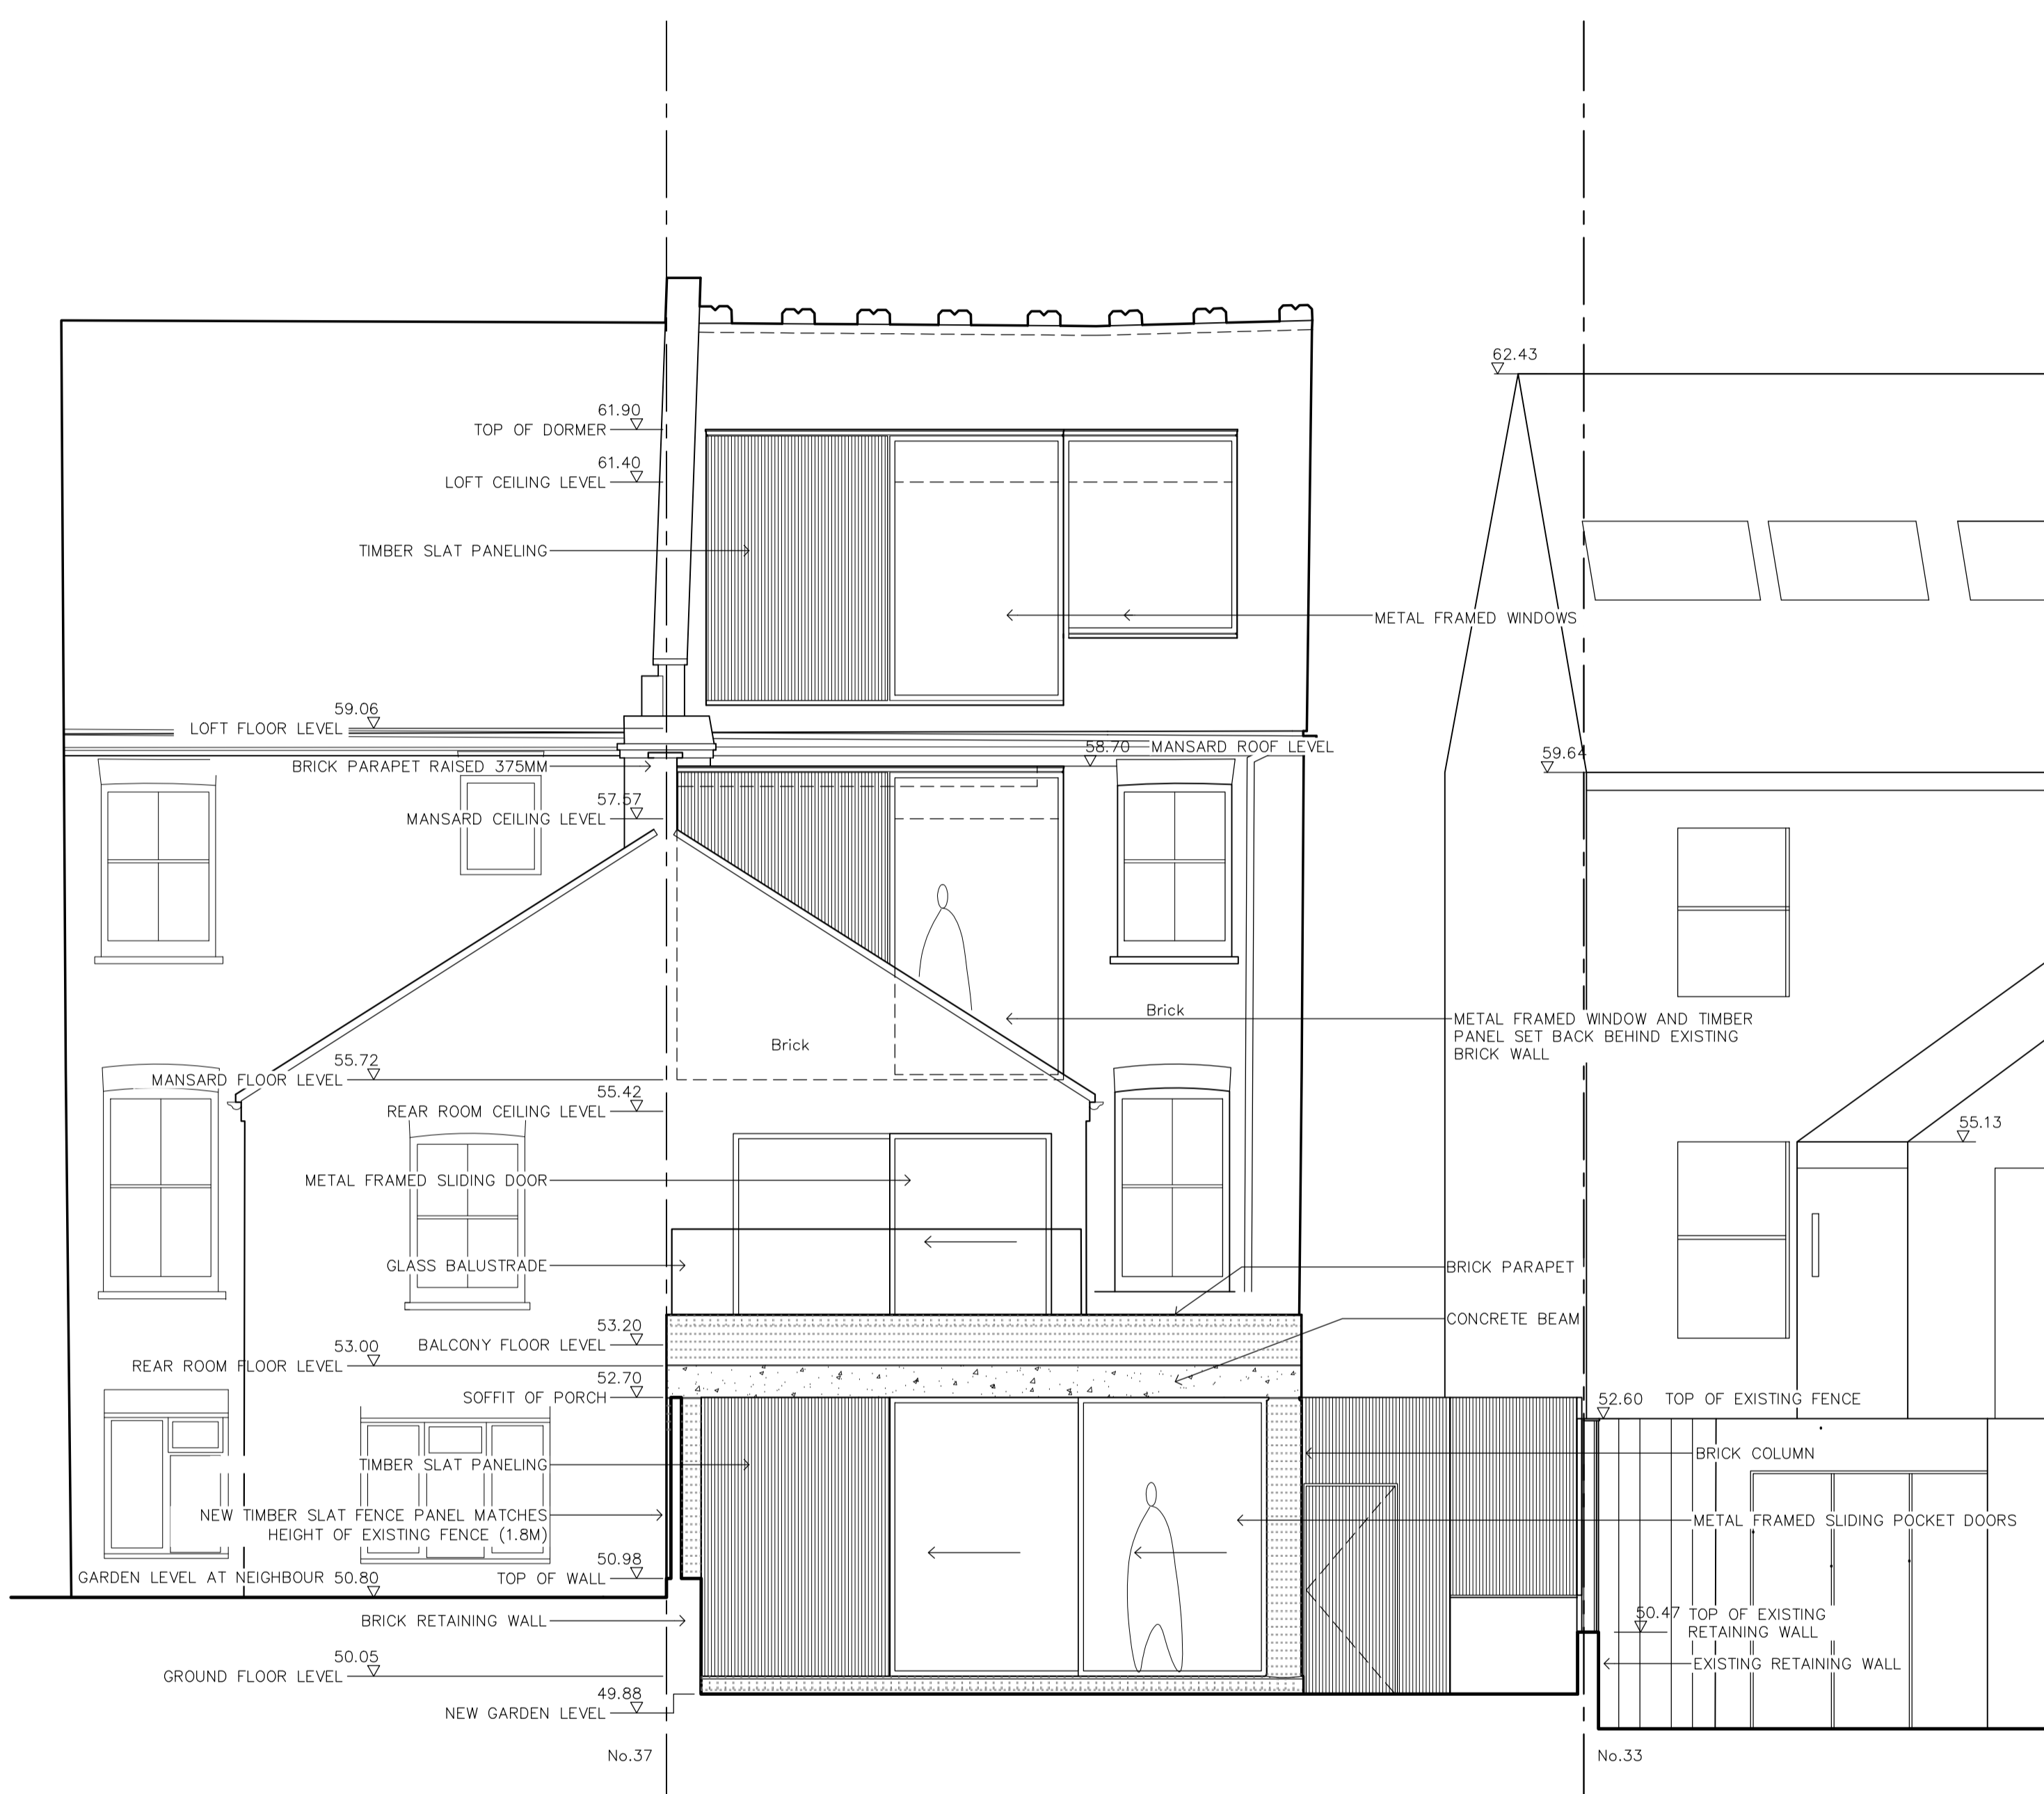 62.43
61.90
TOP OF DORMER
61.40
LOFT CEILING LEVEL
TIMBER SLAT PANELING
METAL FRAMED WINDOWS
59.06
LOFT FLOOR LEVEL
58.70 MANSARD ROOF LEVEL
59.64
BRICK PARAPET RAISED 375MM
57.57
MANSARD CEILING LEVEL
Brick
METAL FRAMED WINDOW AND TIMBER
PANEL SET BACK BEHIND EXISTING
BRICK WALL
Brick
55.72
MANSARD FLOOR LEVEL
55.42
REAR ROOM CEILING LEVEL
55.13
METAL FRAMED SLIDING DOOR
GLASS BALUSTRADE
BRICK PARAPET
CONCRETE BEAM
53.20
BALCONY FLOOR LEVEL
53.00
REAR ROOM FLOOR LEVEL
52.70
SOFFIT OF PORCH
52.60 TOP OF EXISTING FENCE
BRICK COLUMN
TIMBER SLAT PANELING
NEW TIMBER SLAT FENCE PANEL MATCHES
HEIGHT OF EXISTING FENCE (1.8M)
METAL FRAMED SLIDING POCKET DOORS
50.98
TOP OF WALL
GARDEN LEVEL AT NEIGHBOUR 50.80
BRICK RETAINING WALL
50.47 TOP OF EXISTING
RETAINING WALL
EXISTING RETAINING WALL
50.05
GROUND FLOOR LEVEL
49.88
NEW GARDEN LEVEL
No.37
No.33